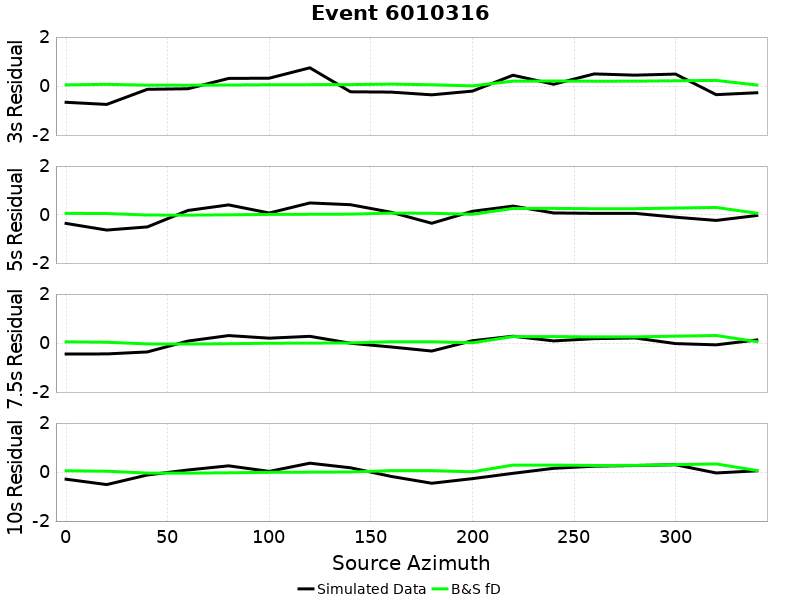 Event 6010316
3s Residual
2
0
-2
5s Residual
2
0
-2
7.5s Residual
2
0
-2
10s Residual
2
0
-2
0 50 100 150 200 250 300
Source Azimuth
Simulated Data B&S fD